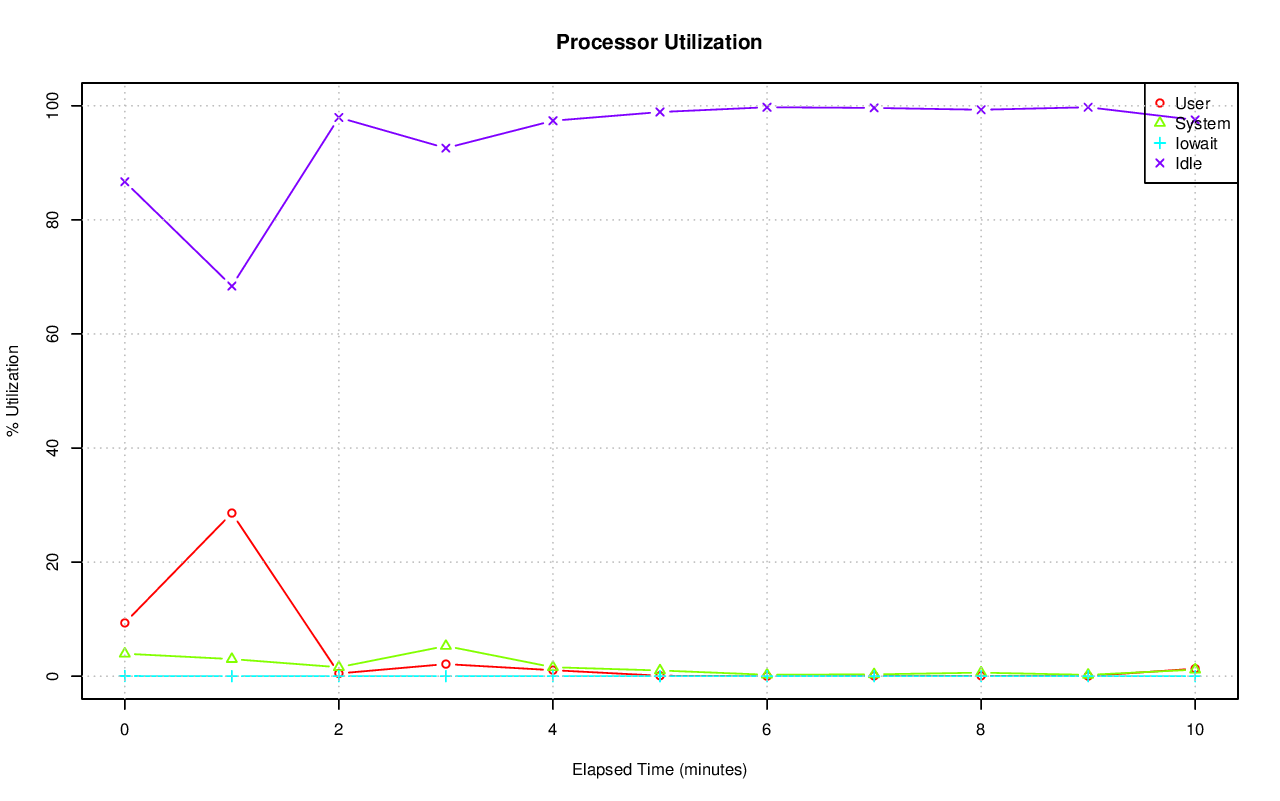 Processor Utilization
100
80
60
40
20
0
% Utilization
User
System
Iowait
Idle
0 2 4 6 8 10
Elapsed Time (minutes)